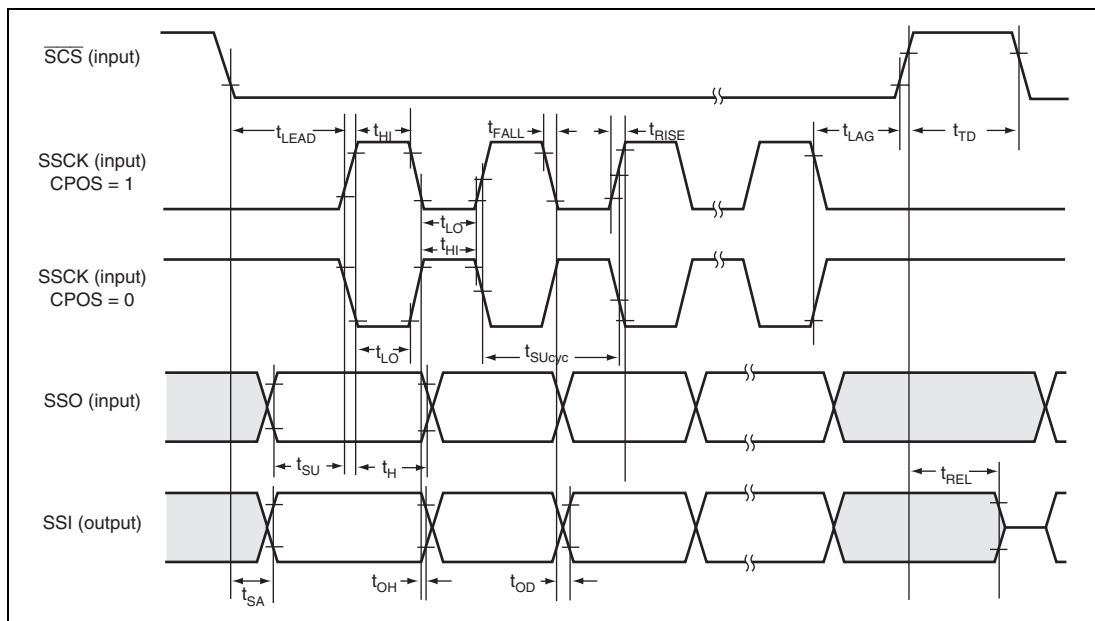 S̅C̅S̅ (input)
tLEAD
tHI
tFALL
tRISE
tLAG
tTD
SSCK (input)
CPOS = 1
tLO
tHI
SSCK (input)
CPOS = 0
tLO
tSUcyc
SSO (input)
tSU
tH
tREL
SSI (output)
tSA
tOH
tOD